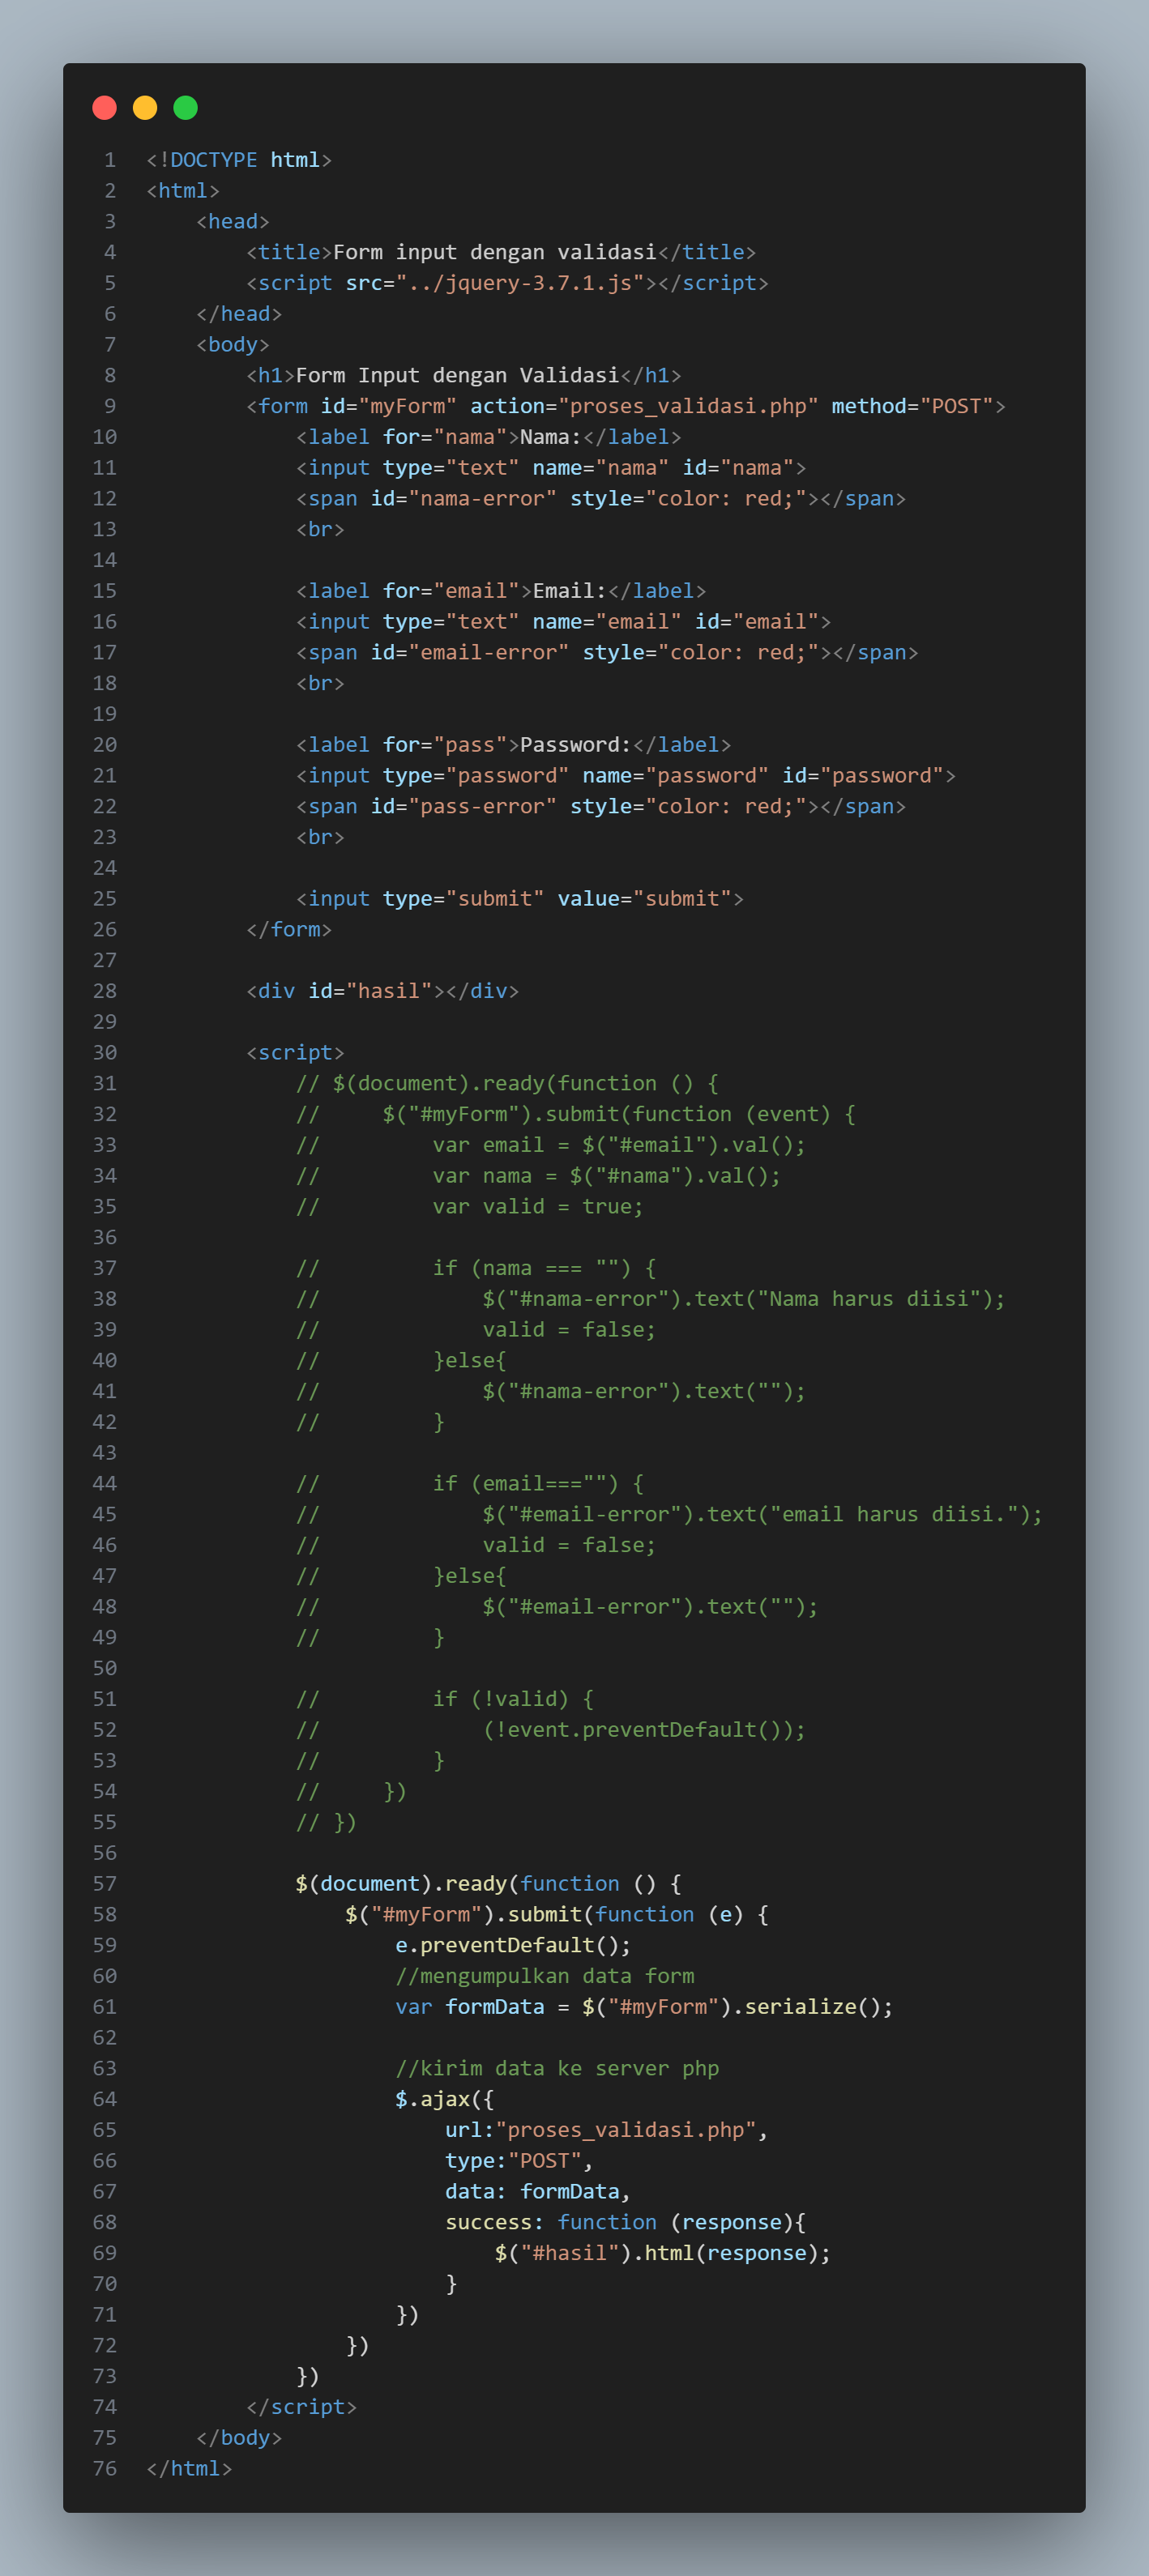 1 <!DOCTYPE html>
2 <html>
3     <head>
4         <title>Form input dengan validasi</title>
5         <script src="../jquery-3.7.1.js"></script>
6     </head>
7     <body>
8         <h1>Form Input dengan Validasi</h1>
9         <form id="myForm" action="proses_validasi.php" method="POST">
10             <label for="nama">Nama:</label>
11             <input type="text" name="nama" id="nama">
12             <span id="nama-error" style="color: red;"></span>
13             <br>
14
15             <label for="email">Email:</label>
16             <input type="text" name="email" id="email">
17             <span id="email-error" style="color: red;"></span>
18             <br>
19
20             <label for="pass">Password:</label>
21             <input type="password" name="password" id="password">
22             <span id="pass-error" style="color: red;"></span>
23             <br>
24
25             <input type="submit" value="submit">
26         </form>
27
28         <div id="hasil"></div>
29
30         <script>
31             // $(document).ready(function () {
32             //     $("#myForm").submit(function (event) {
33             //         var email = $("#email").val();
34             //         var nama = $("#nama").val();
35             //         var valid = true;
36
37             //         if (nama === "") {
38             //             $("#nama-error").text("Nama harus diisi");
39             //             valid = false;
40             //         }else{
41             //             $("#nama-error").text("");
42             //         }
43
44             //         if (email==="") {
45             //             $("#email-error").text("email harus diisi.");
46             //             valid = false;
47             //         }else{
48             //             $("#email-error").text("");
49             //         }
50
51             //         if (!valid) {
52             //             (!event.preventDefault());
53             //         }
54             //     })
55             // })
56
57             $(document).ready(function () {
58                 $("#myForm").submit(function (e) {
59                     e.preventDefault();
60                     //mengumpulkan data form
61                     var formData = $("#myForm").serialize();
62
63                     //kirim data ke server php
64                     $.ajax({
65                         url:"proses_validasi.php",
66                         type:"POST",
67                         data: formData,
68                         success: function (response){
69                             $("#hasil").html(response);
70                         }
71                     })
72                 })
73             })
74         </script>
75     </body>
76 </html>